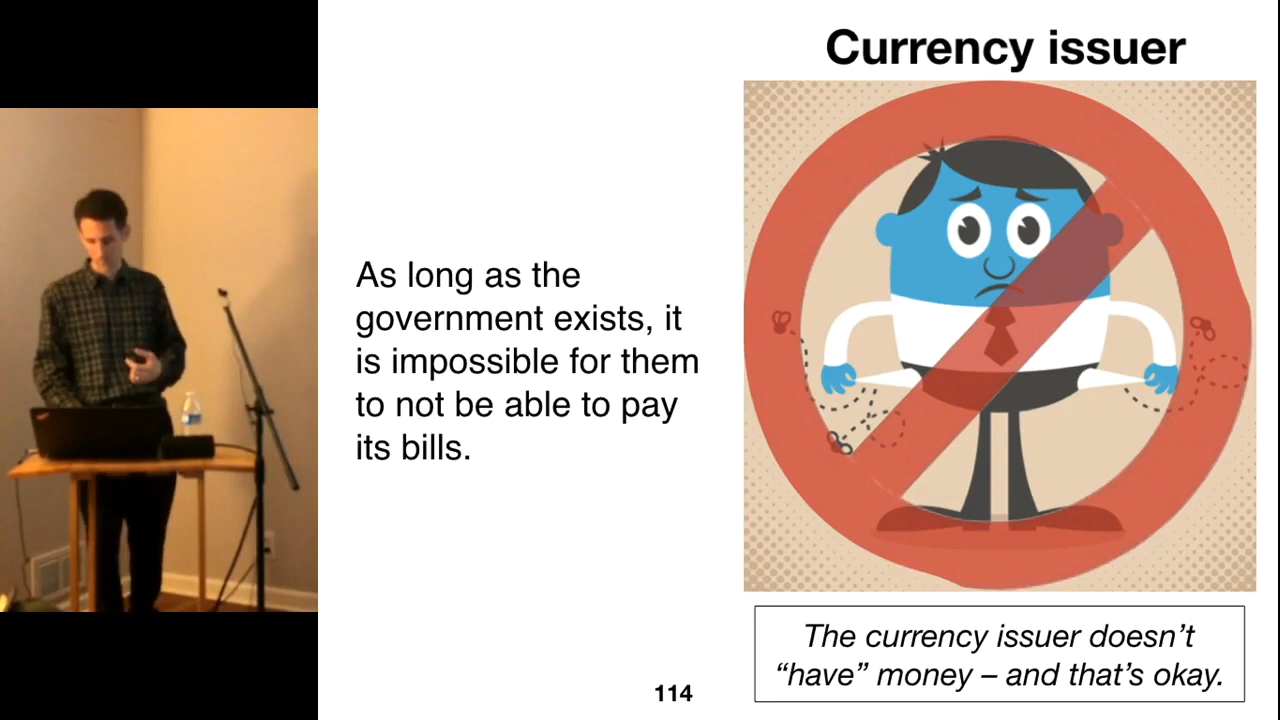 Currency issuer
As long as the
government exists, it
is impossible for them
to not be able to pay
its bills.
The currency issuer doesn’t
“have” money – and that’s okay.
114